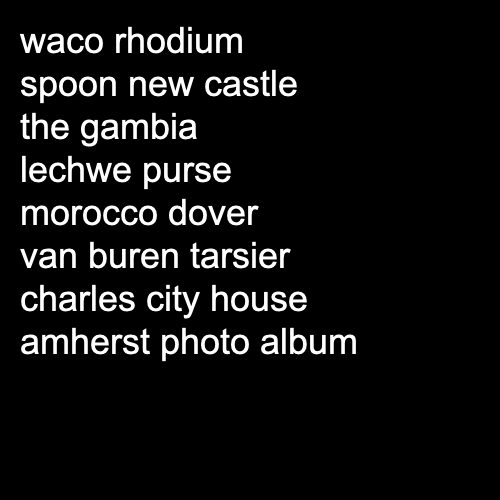 waco rhodium
spoon new castle
the gambia
lechwe purse
morocco dover
van buren tarsier
charles city house
amherst photo album